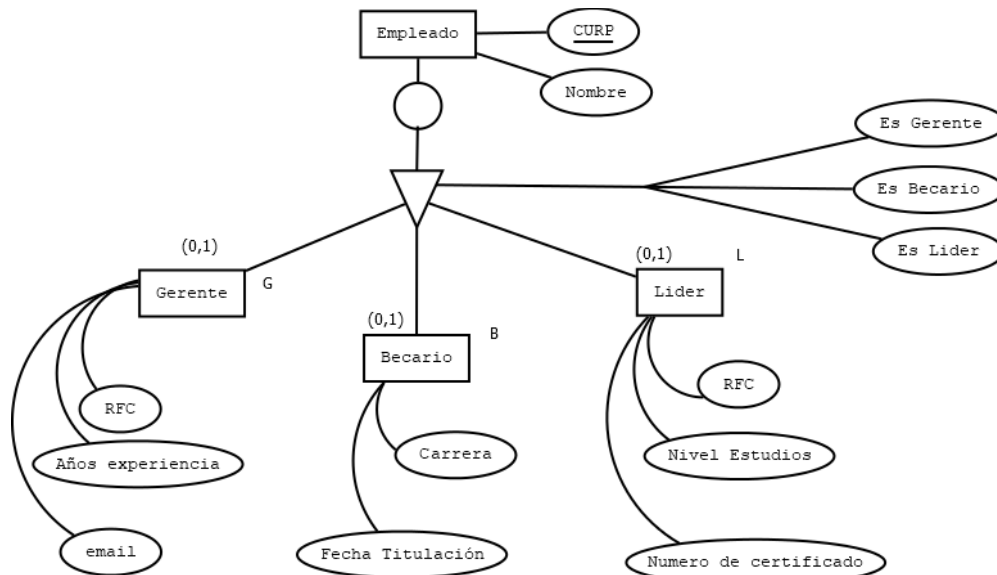 Empleado
CURP
Nombre
Es Gerente
Es Becario
Es Lider
(0,1)
Gerente
G
(0,1)
Becario
B
(0,1)
L
Lider
RFC
Años experiencia
email
Carrera
Fecha Titulación
RFC
Nivel Estudios
Numero de certificado